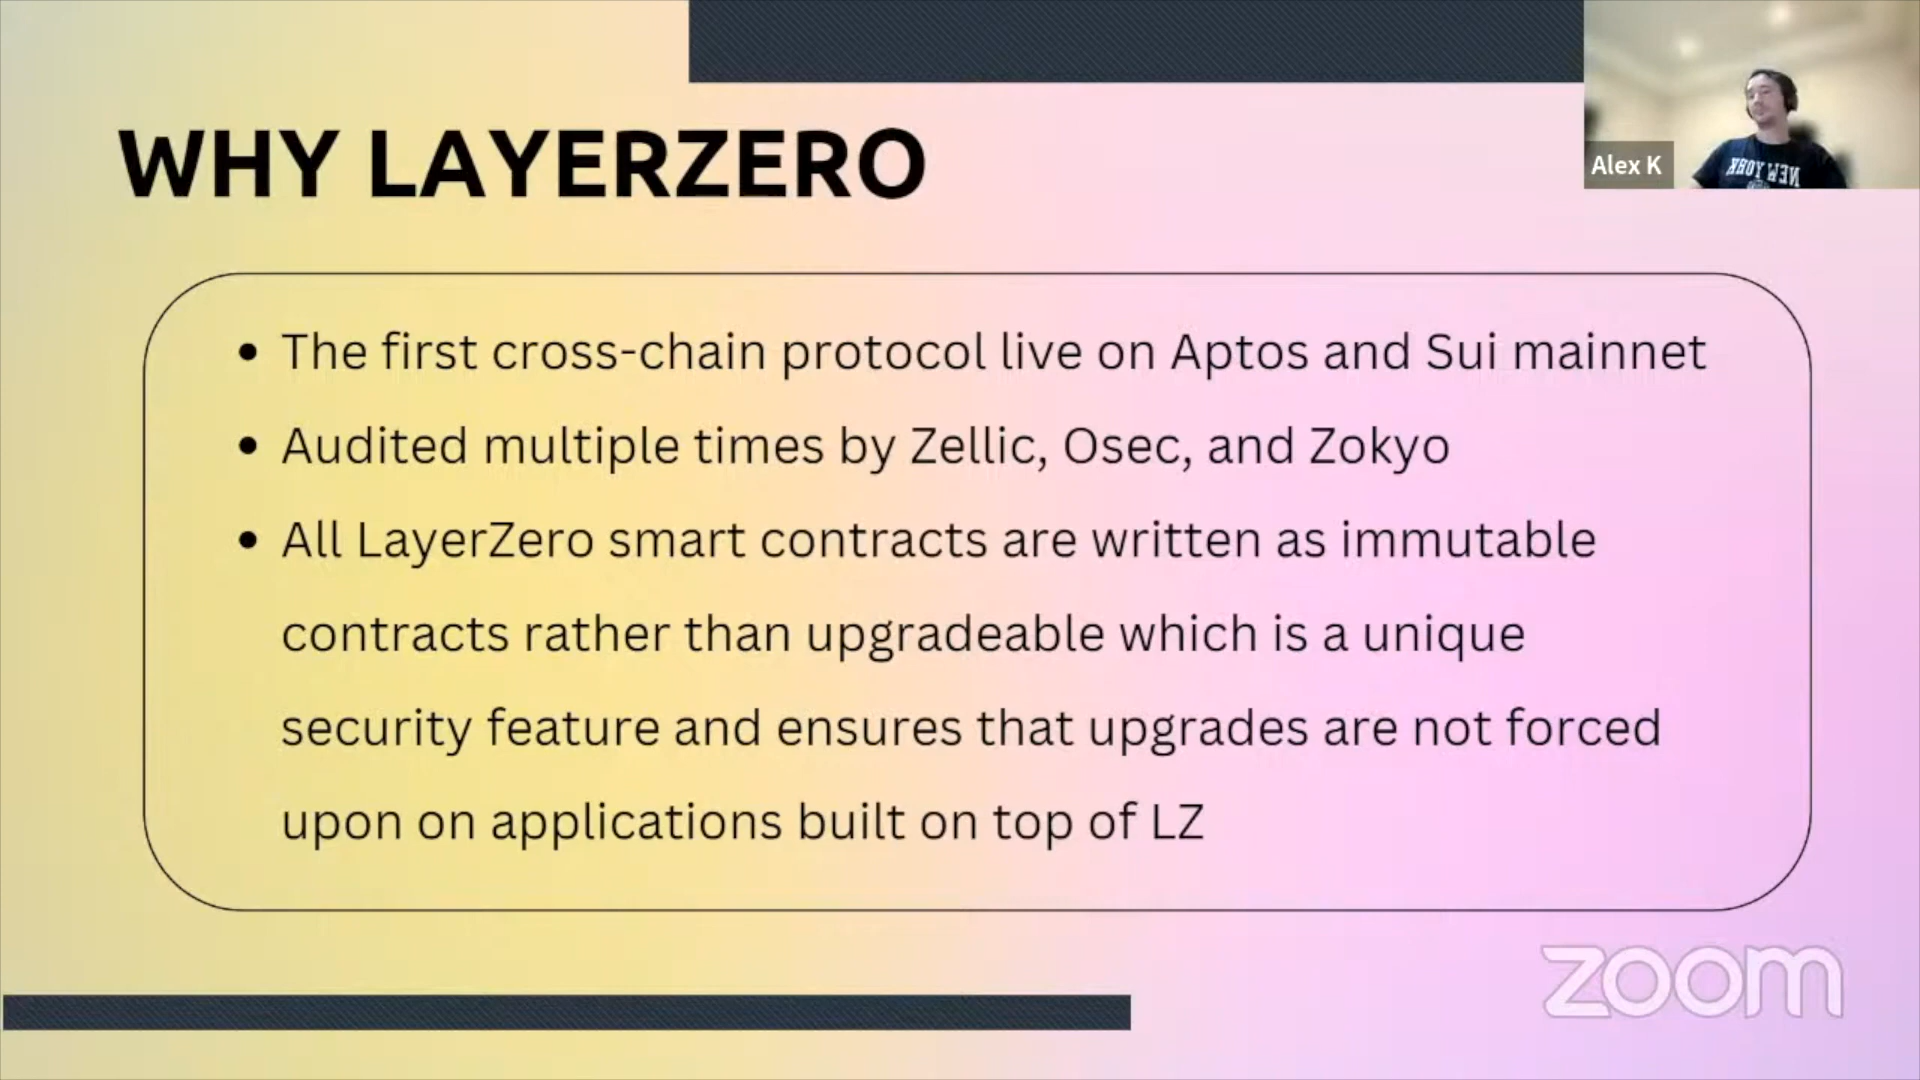 WHY LAYERZERO
Alex K
NEW YORK
• The first cross-chain protocol live on Aptos and Sui mainnet
• Audited multiple times by Zellic, Osec, and Zokyo
• All LayerZero smart contracts are written as immutable
contracts rather than upgradeable which is a unique
security feature and ensures that upgrades are not forced
upon on applications built on top of LZ
zoom